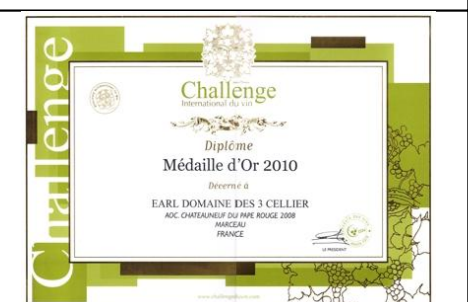 Challenge
Challenge
International du vin
Diplôme
Médaille d'Or 2010
Décerné à
EARL DOMAINE DES 3 CELLIER
AOC. CHATEAUNEUF DU PAPE ROUGE 2008
MARCEAU
FRANCE
LE PRESIDENT